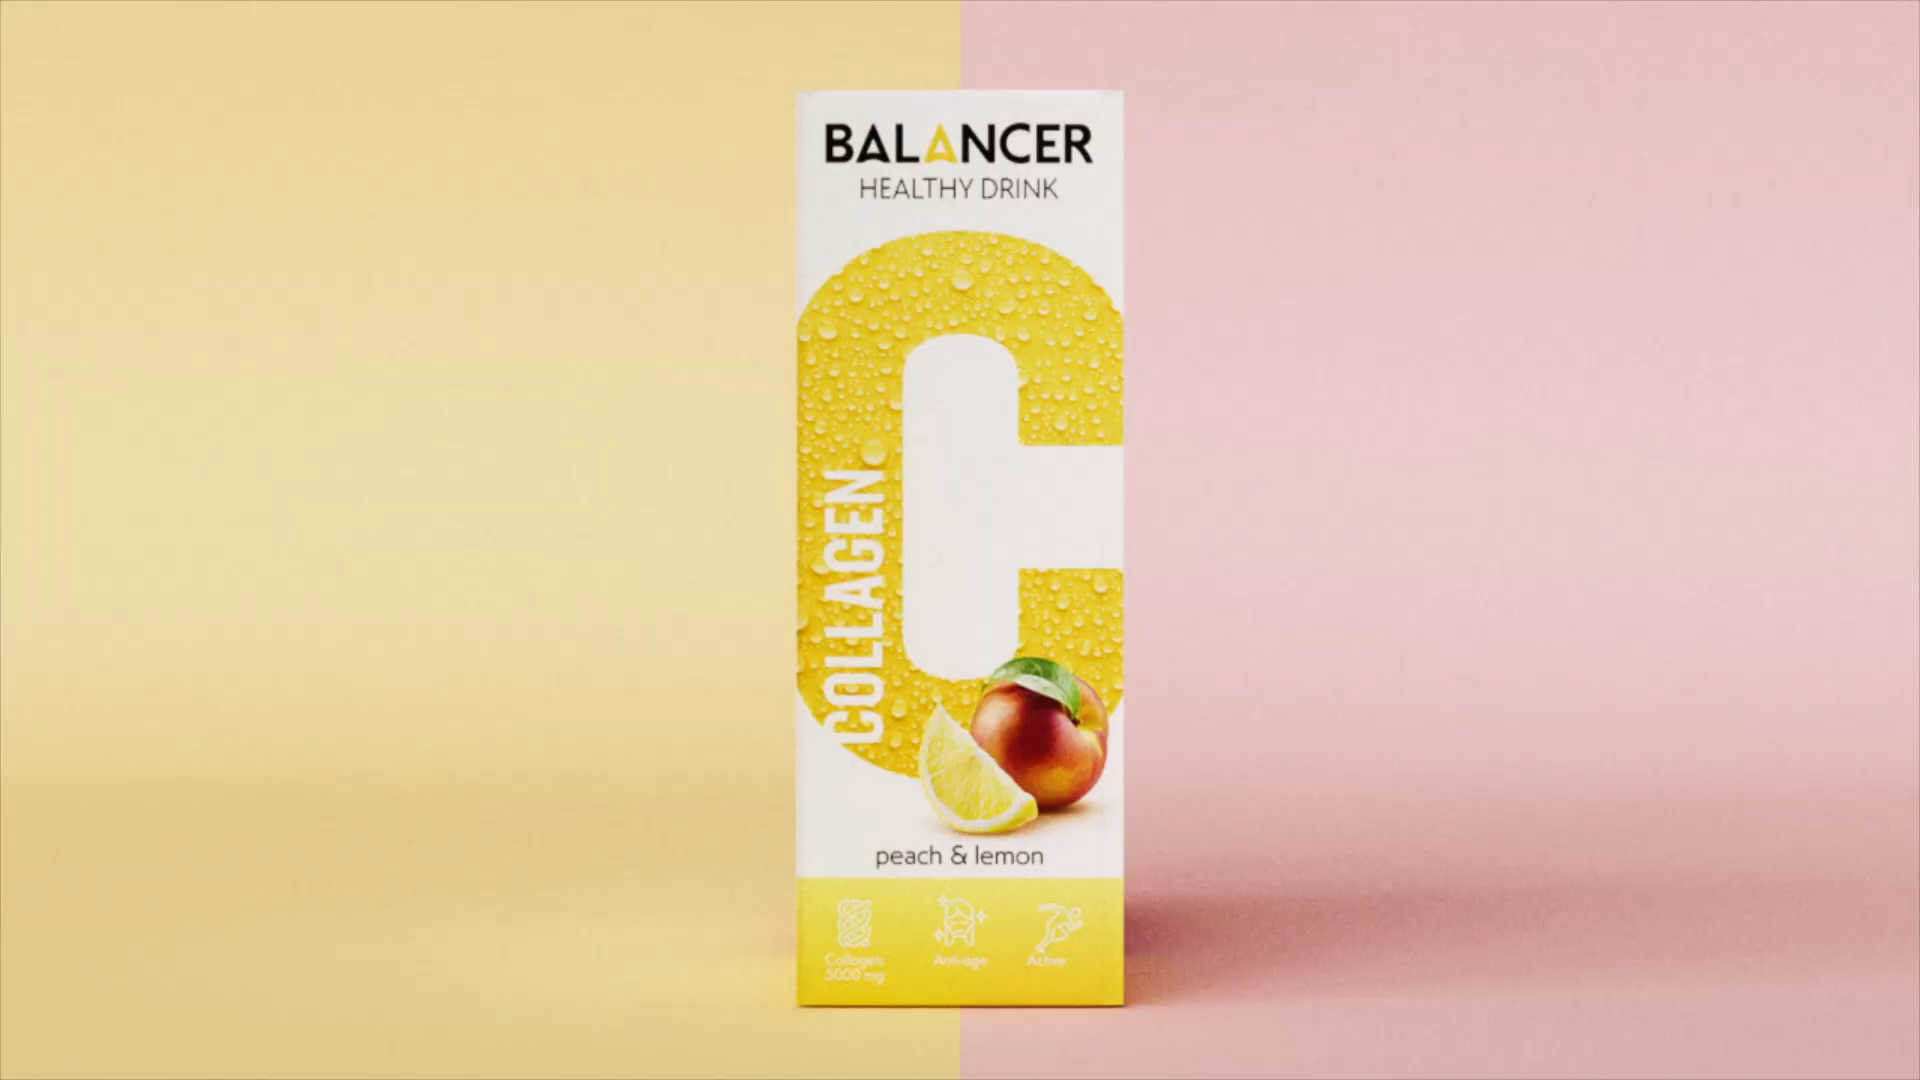 BALANCER
HEALTHY DRINK
COLLAGEN
peach & lemon
Collagen
5000 mg
Anti-age
Active